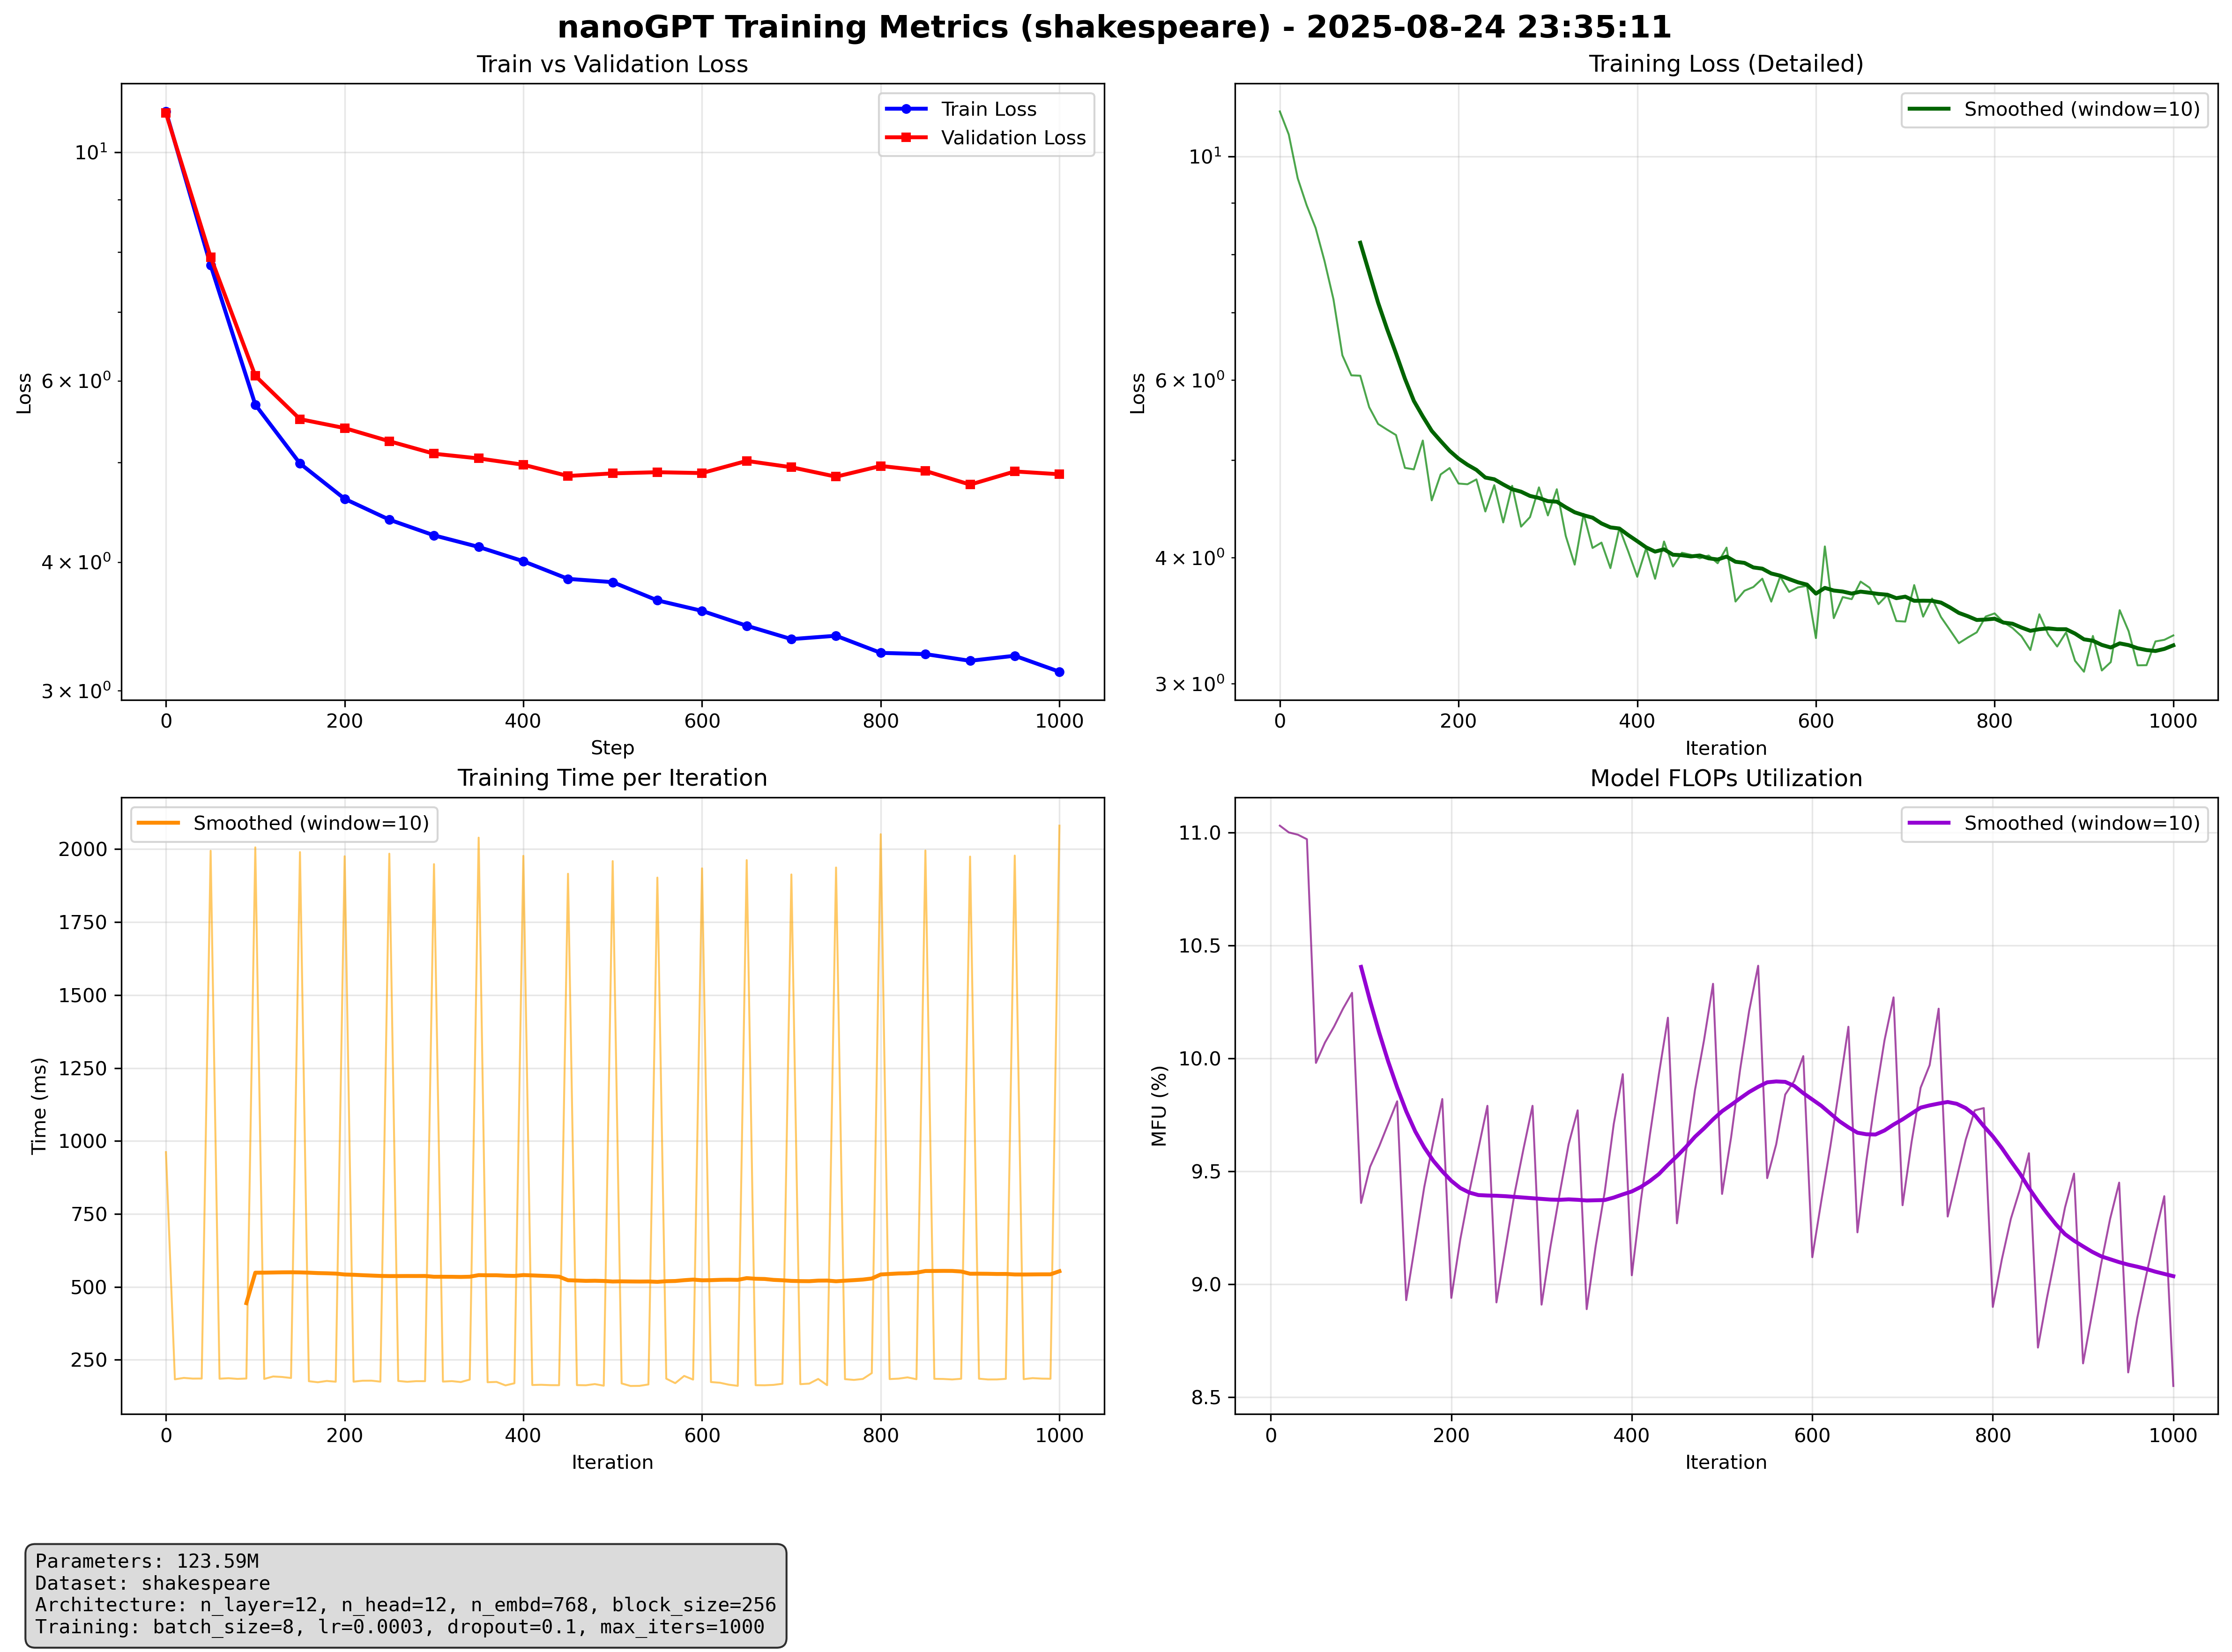 nanoGPT Training Metrics (shakespeare) - 2025-08-24 23:35:11
Train vs Validation Loss
Train Loss
Validation Loss
10¹
6 × 10⁰
4 × 10⁰
3 × 10⁰
Loss
0 200 400 600 800 1000
Step
Training Loss (Detailed)
Smoothed (window=10)
10¹
6 × 10⁰
4 × 10⁰
3 × 10⁰
Loss
0 200 400 600 800 1000
Iteration
Training Time per Iteration
Smoothed (window=10)
2000
1750
1500
1250
1000
750
500
250
Time (ms)
0 200 400 600 800 1000
Iteration
Model FLOPs Utilization
Smoothed (window=10)
11.0
10.5
10.0
9.5
9.0
8.5
MFU (%)
0 200 400 600 800 1000
Iteration
Parameters: 123.59M
Dataset: shakespeare
Architecture: n_layer=12, n_head=12, n_embd=768, block_size=256
Training: batch_size=8, lr=0.0003, dropout=0.1, max_iters=1000